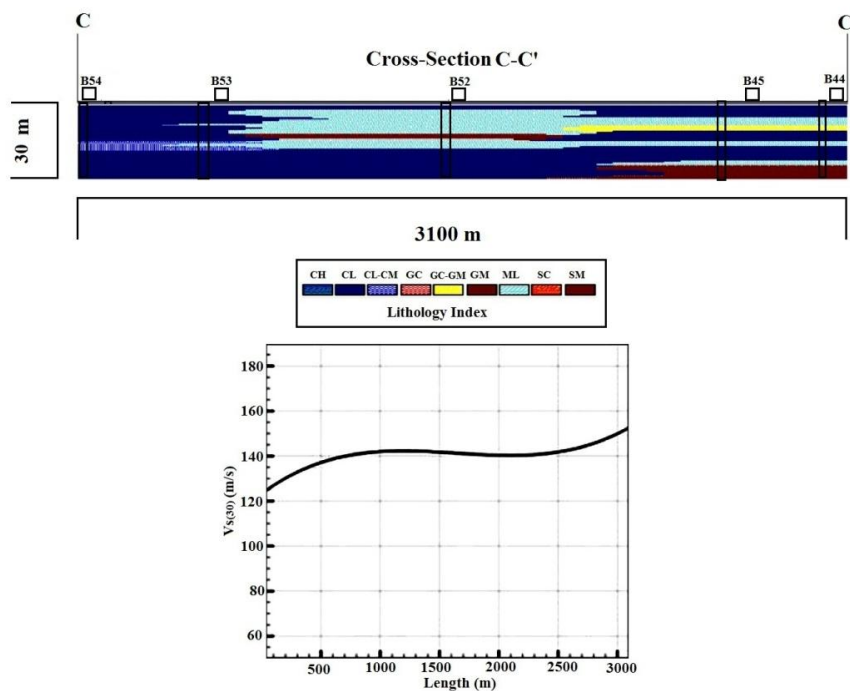 C C
Cross-Section C-C'
B54 B53 B52 B45 B44
30 m
3100 m
CH CL CL-CM GC GC-GM GM ML SC SM
Lithology Index
180
160
140
120
100
80
60
Vs(30) (m/s)
500 1000 1500 2000 2500 3000
Length (m)